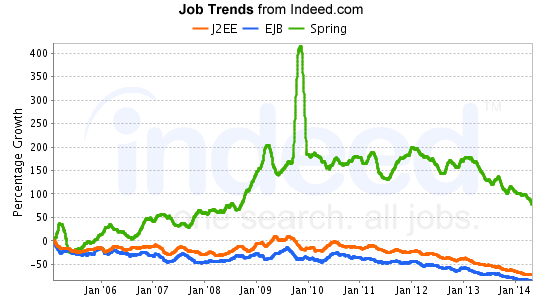 Job Trends from Indeed.com
J2EE EJB Spring
Percentage Growth
400
350
300
250
200
150
100
50
0
-50
indeed™
one search. all jobs.
Jan'06 Jan'07 Jan'08 Jan'09 Jan'10 Jan'11 Jan'12 Jan'13 Jan'14